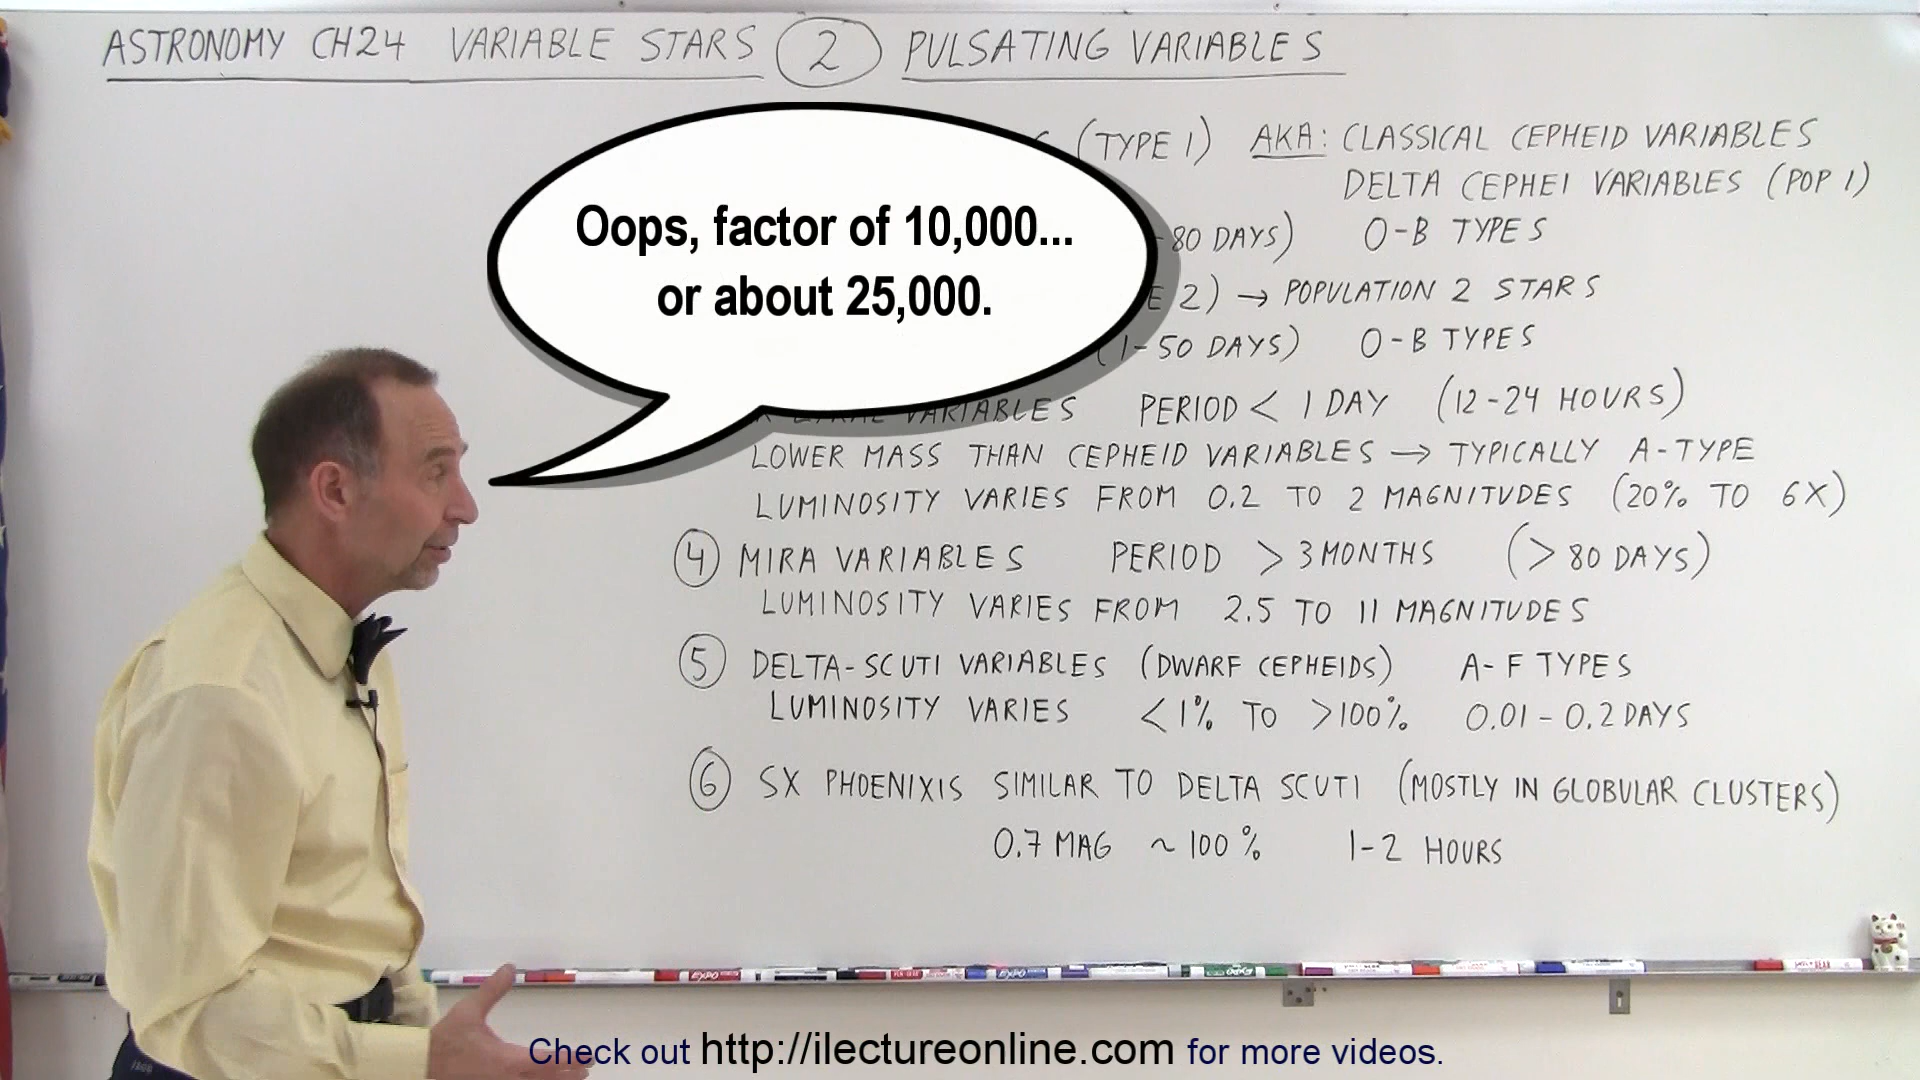 ASTRONOMY CH24 VARIABLE STARS 2 PULSATING VARIABLES
(TYPE 1) AKA: CLASSICAL CEPHEID VARIABLES
DELTA CEPHEI VARIABLES (POP 1)
Oops, factor of 10,000...
or about 25,000.
-80 DAYS) O-B TYPES
2) → POPULATION 2 STARS
(1-50 DAYS) O-B TYPES
VARIABLES PERIOD < 1 DAY (12-24 HOURS)
LOWER MASS THAN CEPHEID VARIABLES → TYPICALLY A-TYPE
LUMINOSITY VARIES FROM 0.2 TO 2 MAGNITUDES (20% TO 6X)
4 MIRA VARIABLES PERIOD > 3 MONTHS (> 80 DAYS)
LUMINOSITY VARIES FROM 2.5 TO 11 MAGNITUDES
5 DELTA-SCUTI VARIABLES (DWARF CEPHEIDS) A-F TYPES
LUMINOSITY VARIES <1% TO >100% 0.01-0.2 DAYS
6 SX PHOENIXIS SIMILAR TO DELTA SCUTI (MOSTLY IN GLOBULAR CLUSTERS)
0.7 MAG ~100% 1-2 HOURS
EXPO
EXPO
Check out http://ilectureonline.com for more videos.